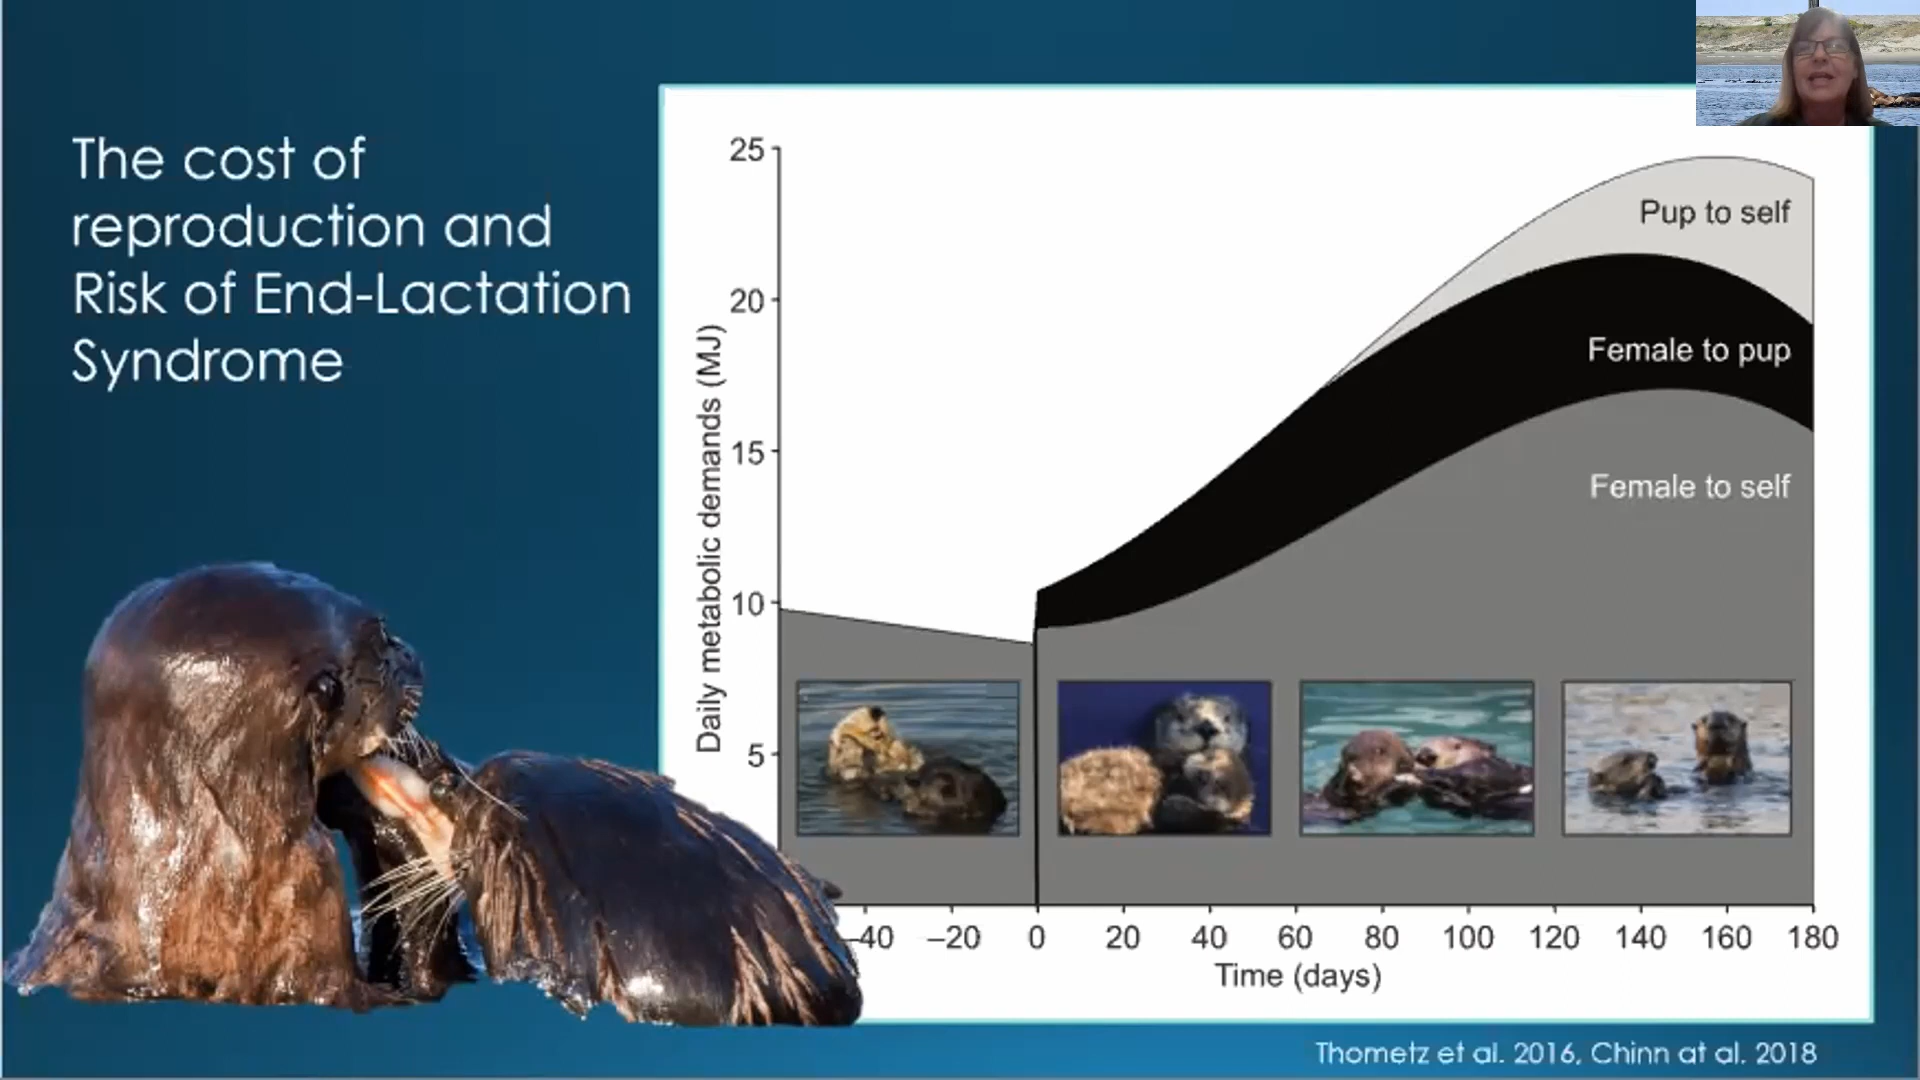 The cost of
reproduction and
Risk of End-Lactation
Syndrome
25
20
15
10
5
Daily metabolic demands (MJ)
Pup to self
Female to pup
Female to self
–40 –20 0 20 40 60 80 100 120 140 160 180
Time (days)
Thometz et al. 2016, Chinn at al. 2018